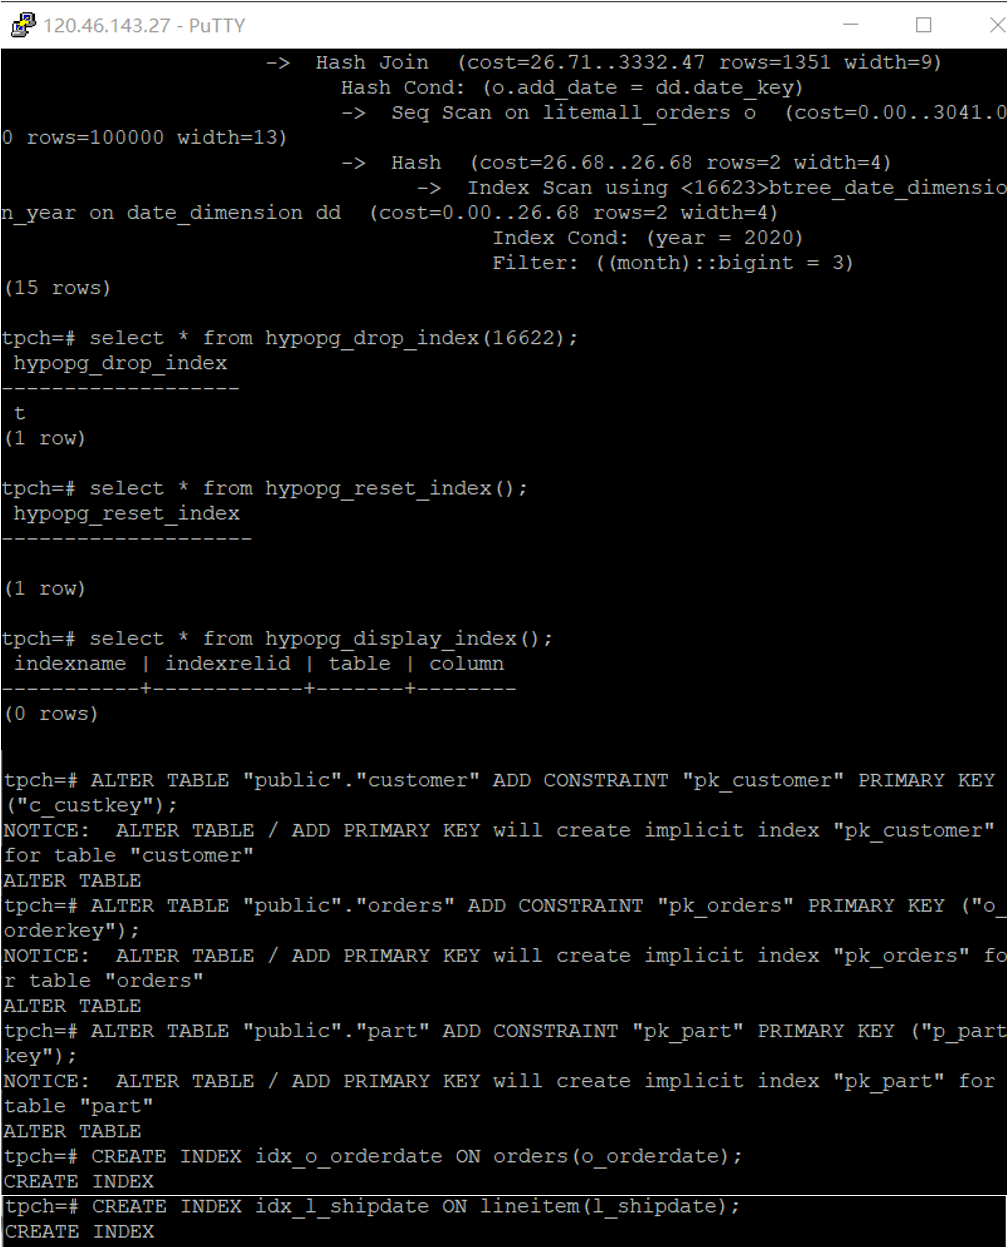 120.46.143.27 - PuTTY
-> Hash Join (cost=26.71..3332.47 rows=1351 width=9)
Hash Cond: (o.add_date = dd.date_key)
-> Seq Scan on litemall_orders o (cost=0.00..3041.0
0 rows=100000 width=13)
-> Hash (cost=26.68..26.68 rows=2 width=4)
-> Index Scan using <16623>btree_date_dimensio
n_year on date_dimension dd (cost=0.00..26.68 rows=2 width=4)
Index Cond: (year = 2020)
Filter: ((month)::bigint = 3)
(15 rows)
tpch=# select * from hypopg_drop_index(16622);
hypopg_drop_index
-------------------
t
(1 row)
tpch=# select * from hypopg_reset_index();
hypopg_reset_index
--------------------
(1 row)
tpch=# select * from hypopg_display_index();
indexname | indexrelid | table | column
-----------+------------+-------+--------
(0 rows)
tpch=# ALTER TABLE "public"."customer" ADD CONSTRAINT "pk_customer" PRIMARY KEY
("c_custkey");
NOTICE:  ALTER TABLE / ADD PRIMARY KEY will create implicit index "pk_customer"
for table "customer"
ALTER TABLE
tpch=# ALTER TABLE "public"."orders" ADD CONSTRAINT "pk_orders" PRIMARY KEY ("o_
orderkey");
NOTICE:  ALTER TABLE / ADD PRIMARY KEY will create implicit index "pk_orders" fo
r table "orders"
ALTER TABLE
tpch=# ALTER TABLE "public"."part" ADD CONSTRAINT "pk_part" PRIMARY KEY ("p_part
key");
NOTICE:  ALTER TABLE / ADD PRIMARY KEY will create implicit index "pk_part" for
table "part"
ALTER TABLE
tpch=# CREATE INDEX idx_o_orderdate ON orders(o_orderdate);
CREATE INDEX
tpch=# CREATE INDEX idx_l_shipdate ON lineitem(l_shipdate);
CREATE INDEX